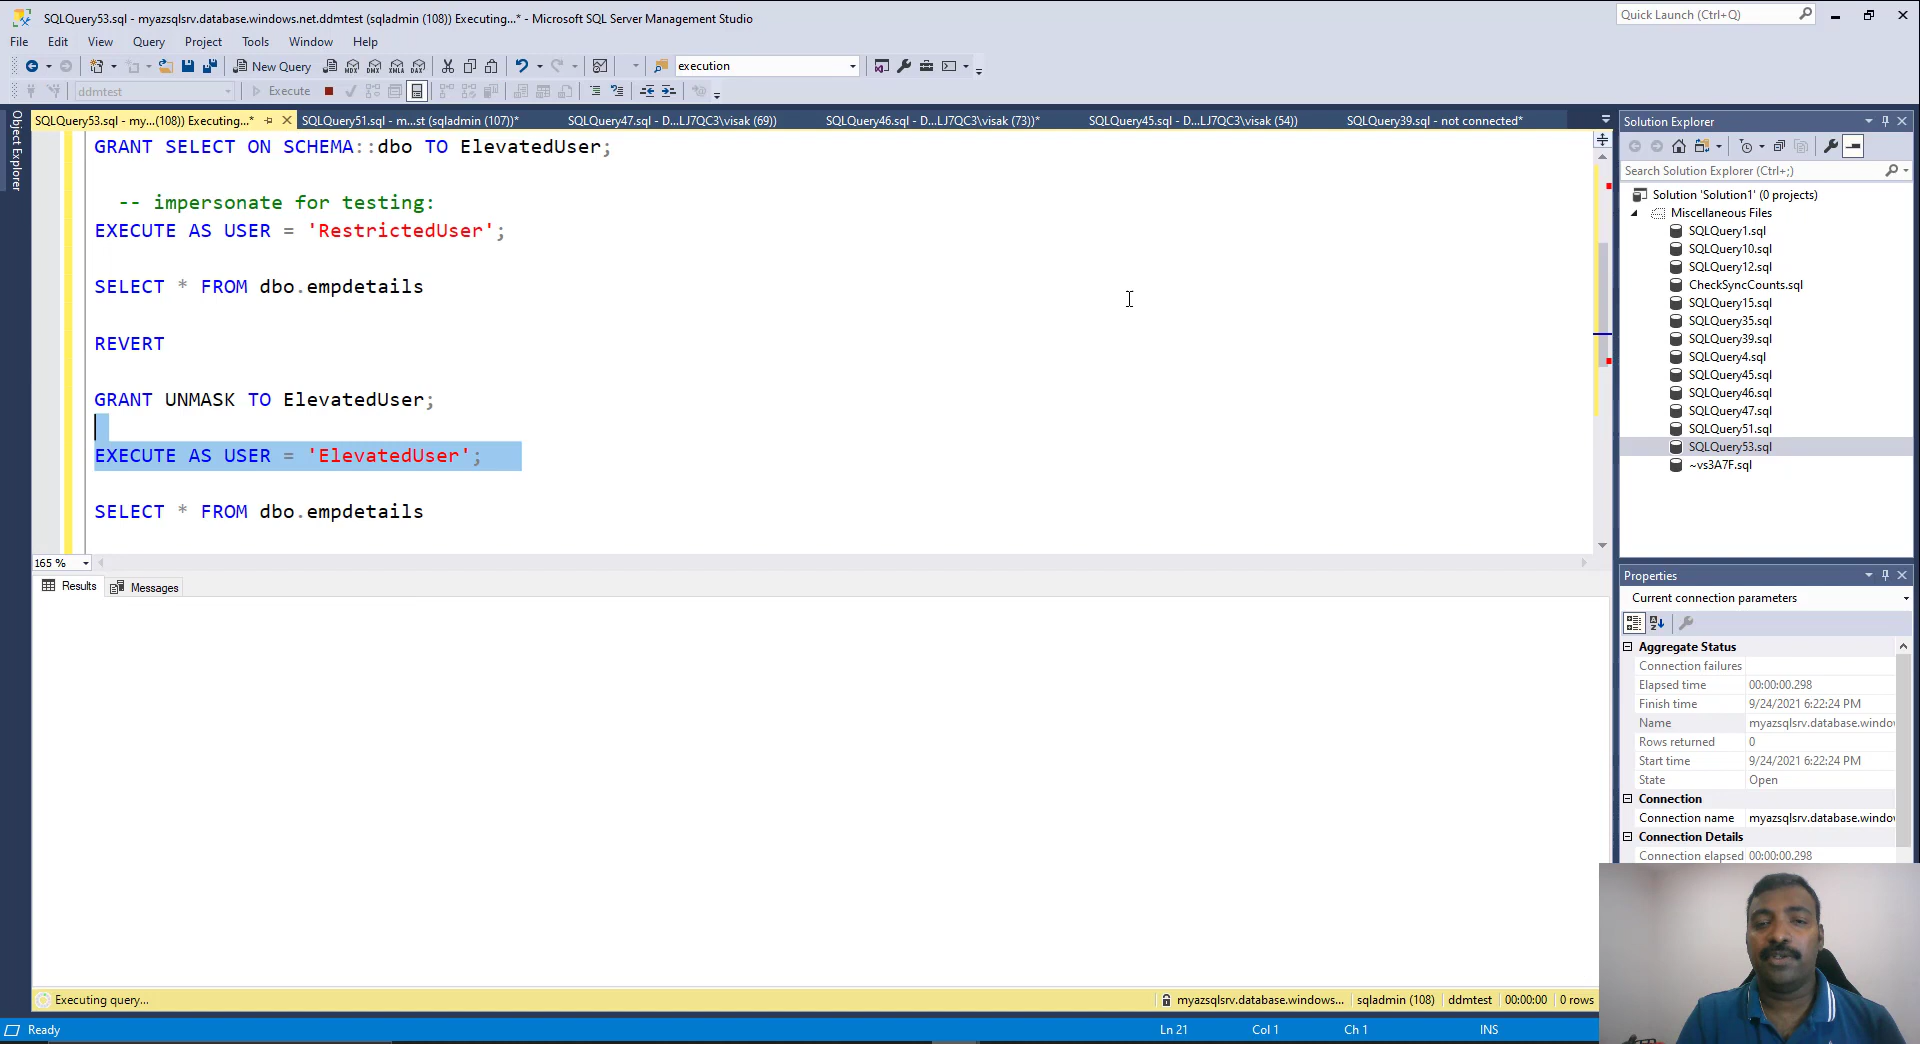 SQLQuery53.sql - myazsqlsrv.database.windows.net.ddmtest (sqladmin (108)) Executing...* - Microsoft SQL Server Management Studio
Quick Launch (Ctrl+Q)
File Edit View Query Project Tools Window Help
New Query
MDX
DMX
XMLA
DAX
execution
ddmtest
Execute
Object Explorer
SQLQuery53.sql - my...(108)) Executing...*
SQLQuery51.sql - m...st (sqladmin (107))*
SQLQuery47.sql - D...LJ7QC3\visak (69))
SQLQuery46.sql - D...LJ7QC3\visak (73))*
SQLQuery45.sql - D...LJ7QC3\visak (54))
SQLQuery39.sql - not connected*
GRANT SELECT ON SCHEMA::dbo TO ElevatedUser;
-- impersonate for testing:
EXECUTE AS USER = 'RestrictedUser';
SELECT * FROM dbo.empdetails
REVERT
GRANT UNMASK TO ElevatedUser;
EXECUTE AS USER = 'ElevatedUser';
SELECT * FROM dbo.empdetails
165 %
Results
Messages
Executing query...
myazsqlsrv.database.windows...
sqladmin (108)
ddmtest
00:00:00
0 rows
Ready
Ln 21
Col 1
Ch 1
INS
Solution Explorer
Search Solution Explorer (Ctrl+;)
Solution 'Solution1' (0 projects)
Miscellaneous Files
SQLQuery1.sql
SQLQuery10.sql
SQLQuery12.sql
CheckSyncCounts.sql
SQLQuery15.sql
SQLQuery35.sql
SQLQuery39.sql
SQLQuery4.sql
SQLQuery45.sql
SQLQuery46.sql
SQLQuery47.sql
SQLQuery51.sql
SQLQuery53.sql
~vs3A7F.sql
Properties
Current connection parameters
Aggregate Status
Connection failures
Elapsed time 00:00:00.298
Finish time 9/24/2021 6:22:24 PM
Name myazsqlsrv.database.window
Rows returned 0
Start time 9/24/2021 6:22:24 PM
State Open
Connection
Connection name myazsqlsrv.database.window
Connection Details
Connection elapsed 00:00:00.298